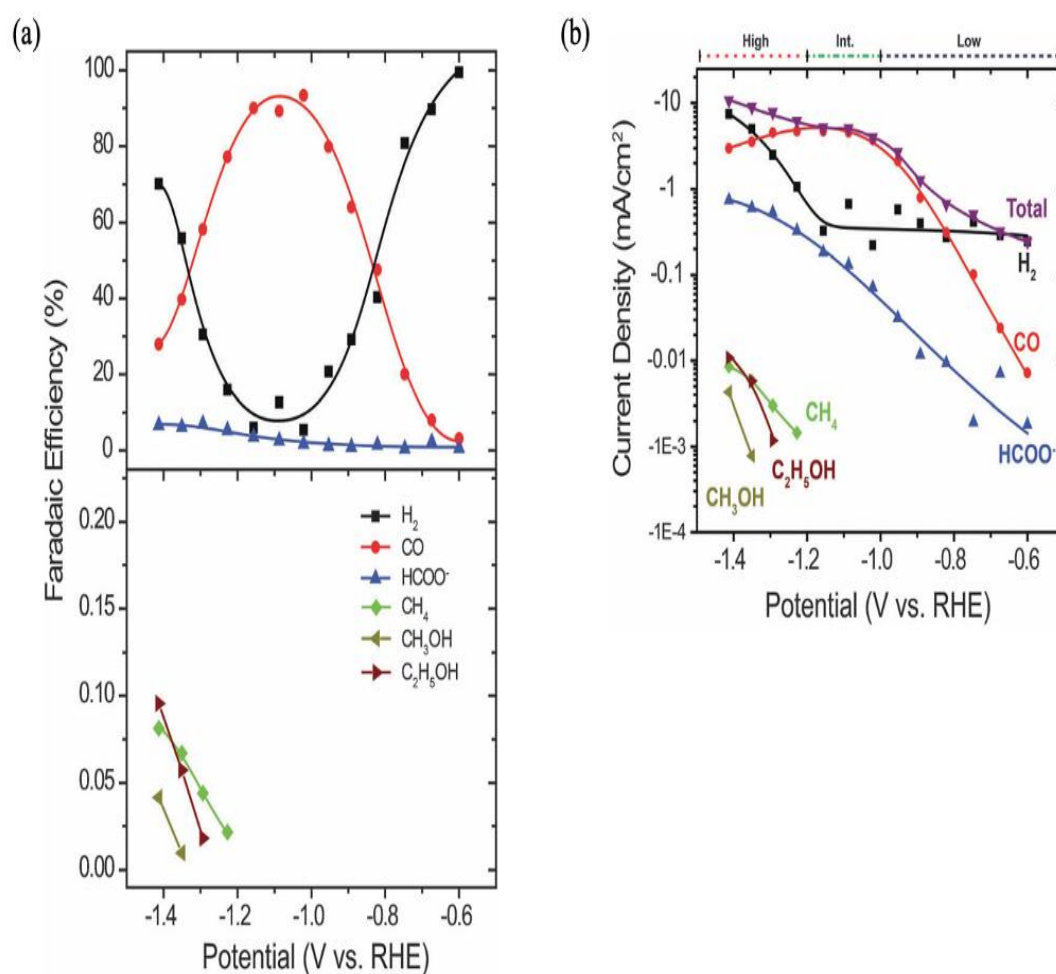 (a)
100
80
60
40
20
0
Faradaic Efficiency (%)
H2
CO
HCOO-
CH4
CH3OH
C2H5OH
0.20
0.15
0.10
0.05
0.00
-1.4 -1.2 -1.0 -0.8 -0.6
Potential (V vs. RHE)
(b)
High Int. Low
-10
-1
-0.1
-0.01
-1E-3
-1E-4
Current Density (mA/cm²)
Total
H2
CO
CH4
HCOO-
C2H5OH
CH3OH
-1.4 -1.2 -1.0 -0.8 -0.6
Potential (V vs. RHE)